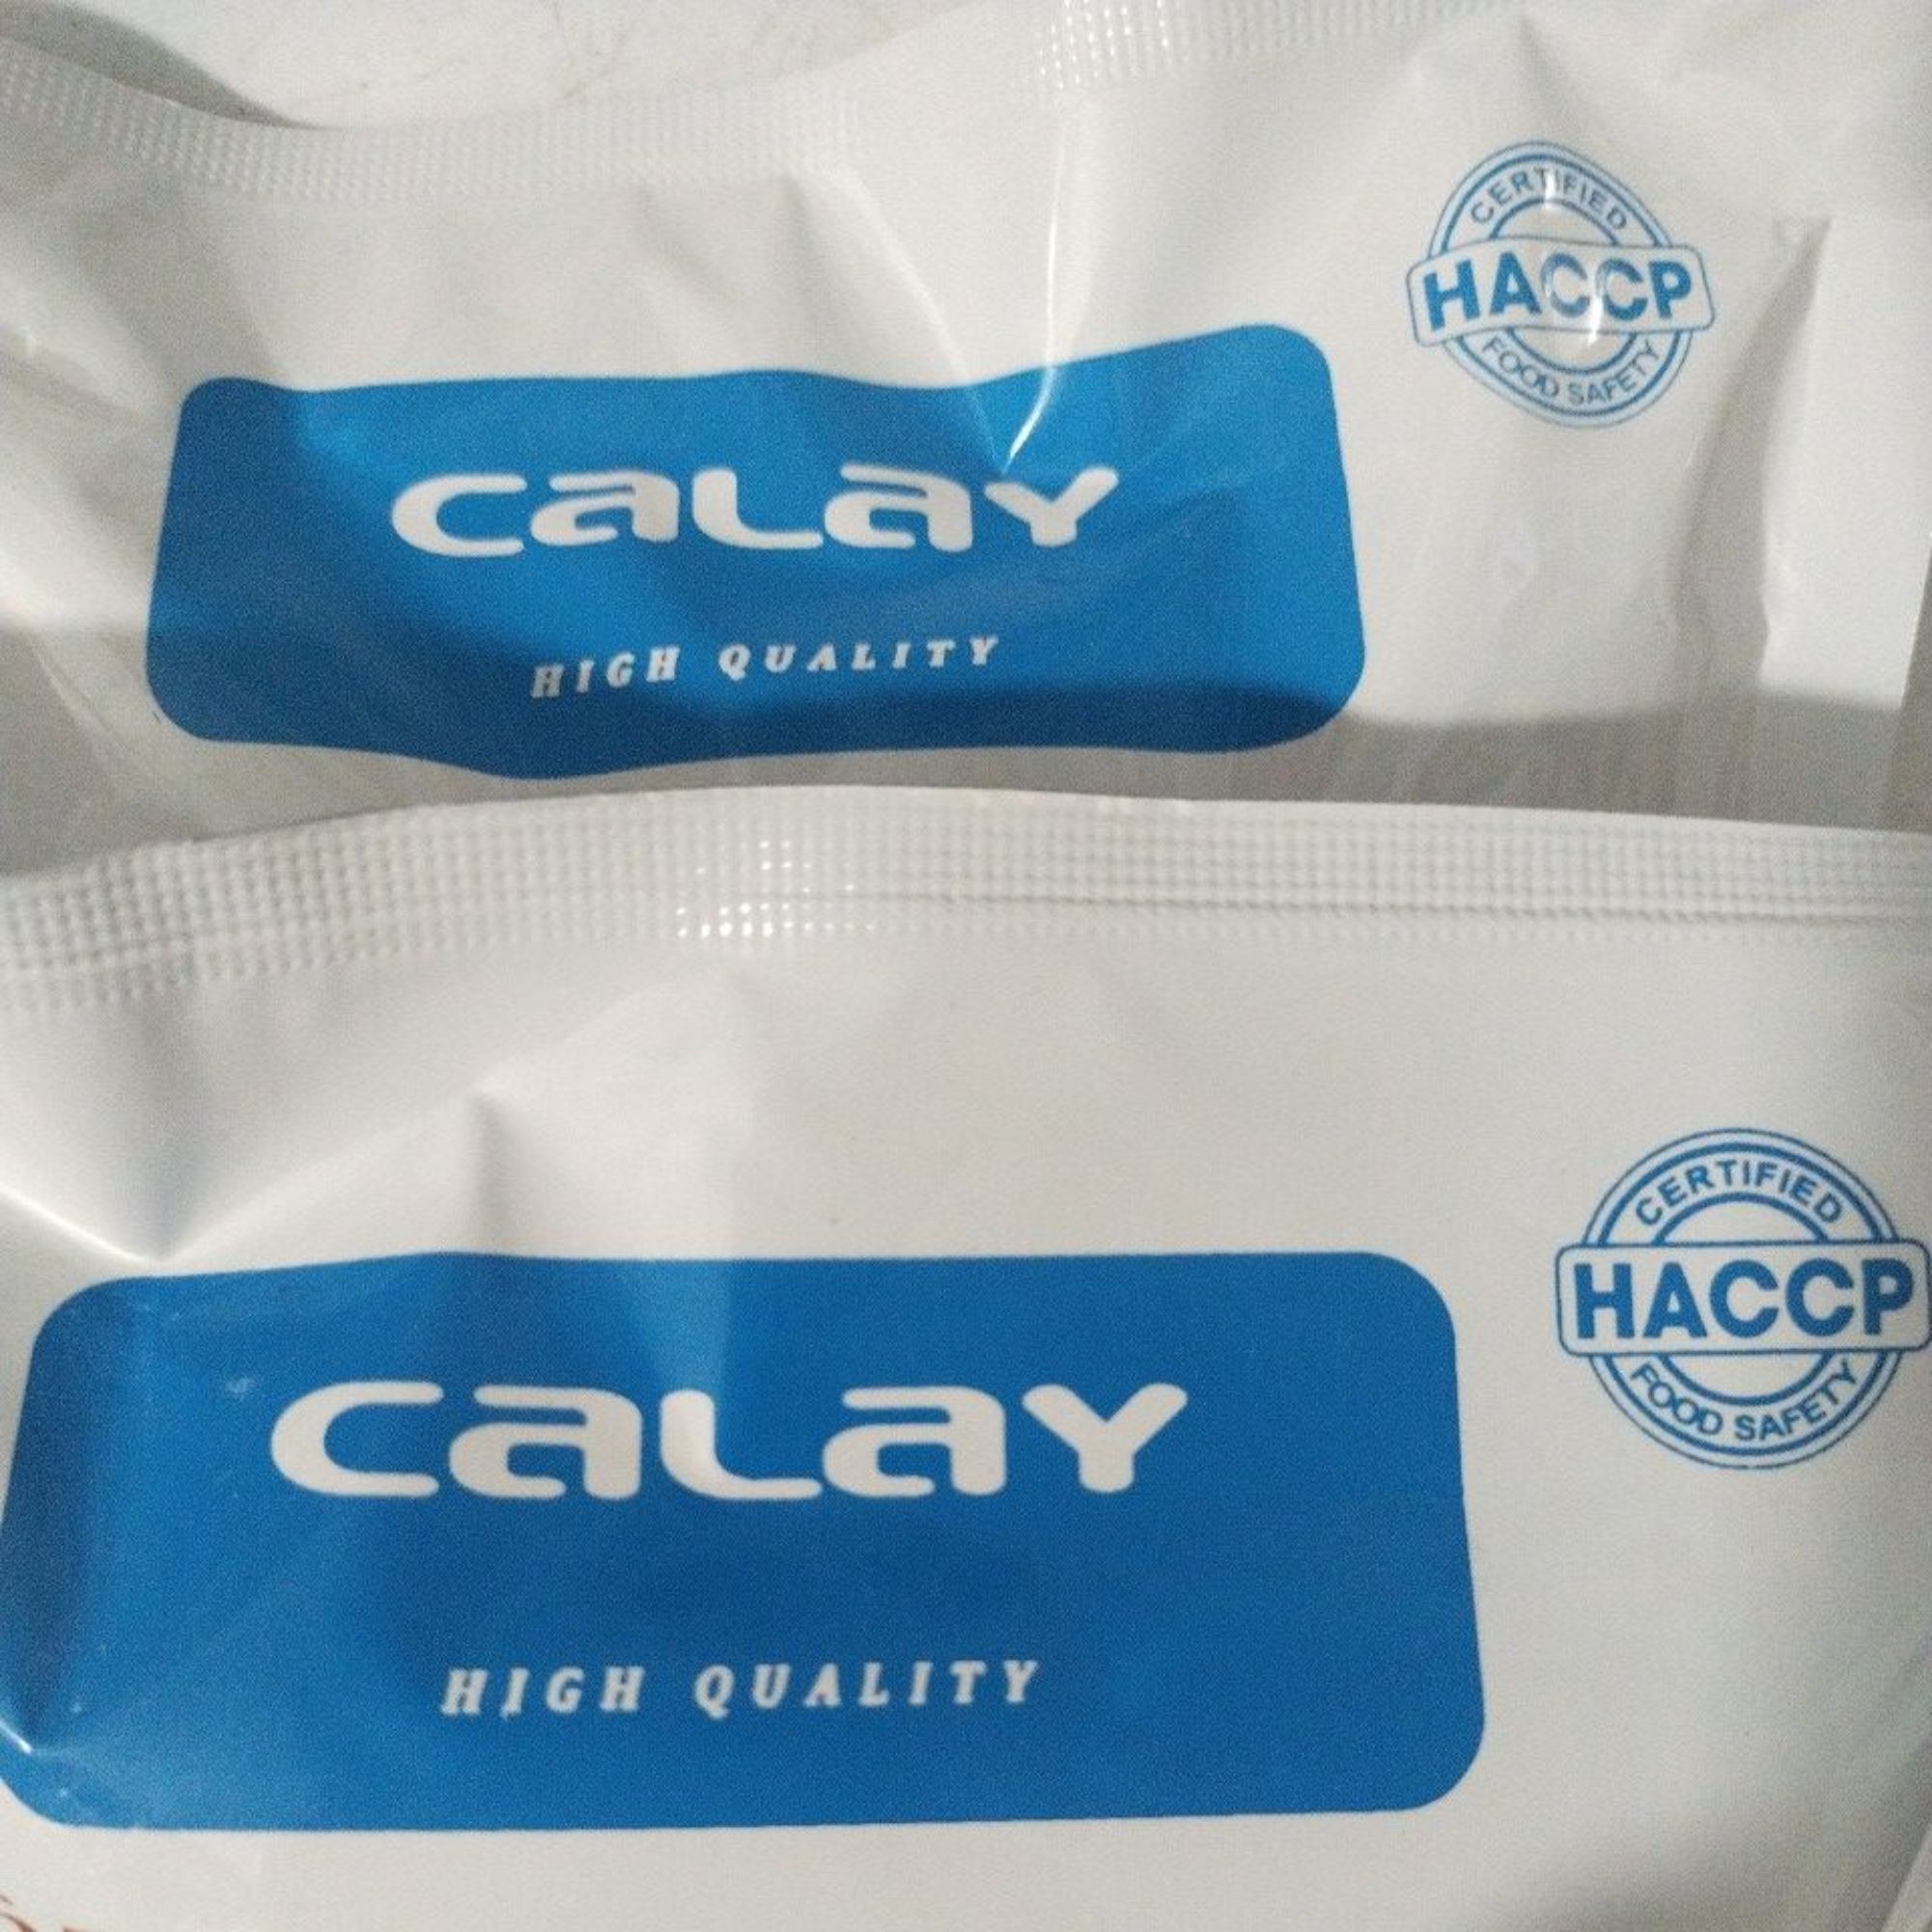 CERTIFIED
HACCP
FOOD SAFETY
CALAY
HIGH QUALITY
CERTIFIED
HACCP
FOOD SAFETY
CALAY
HIGH QUALITY